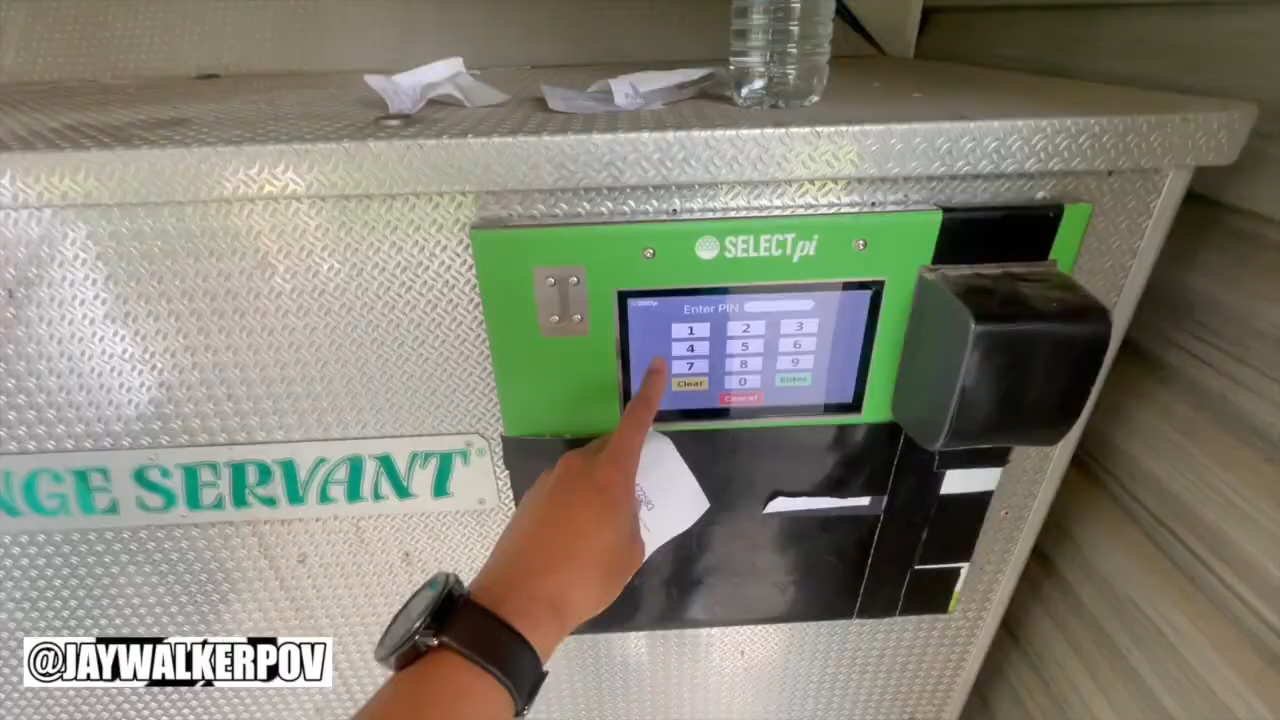 SELECTpi
Enter PIN
1 2 3
4 5 6
7 8 9
Clear 0 Enter
Cancel
NGE SERVANT®
@JAYWALKERPOV